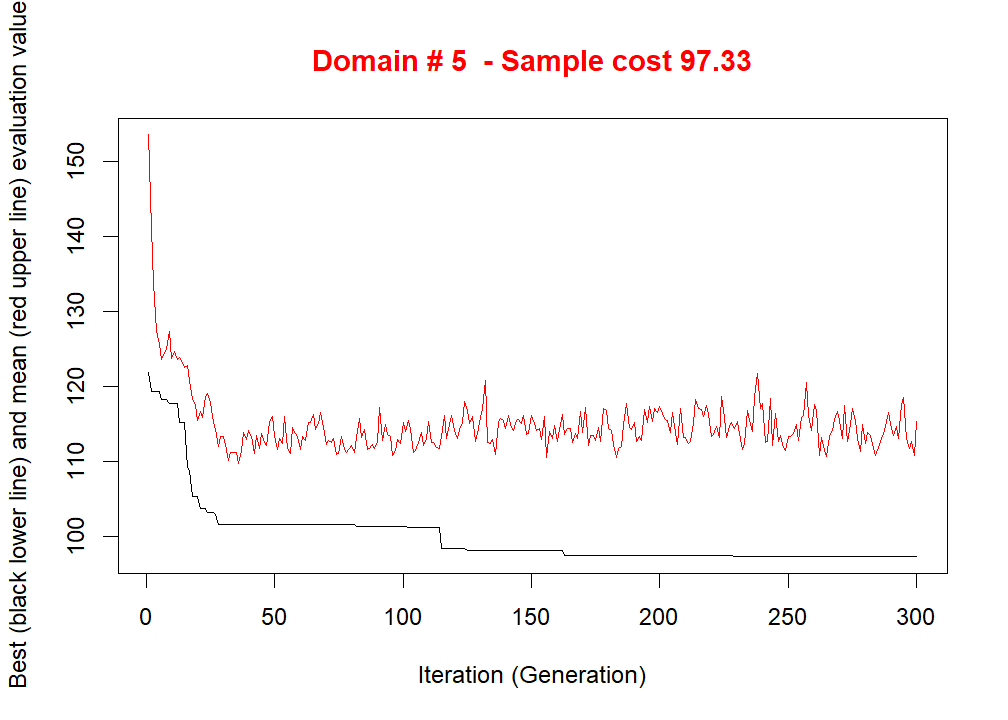 Domain # 5  - Sample cost 97.33
Best (black lower line) and mean (red upper line) evaluation value
150
140
130
120
110
100
0 50 100 150 200 250 300
Iteration (Generation)